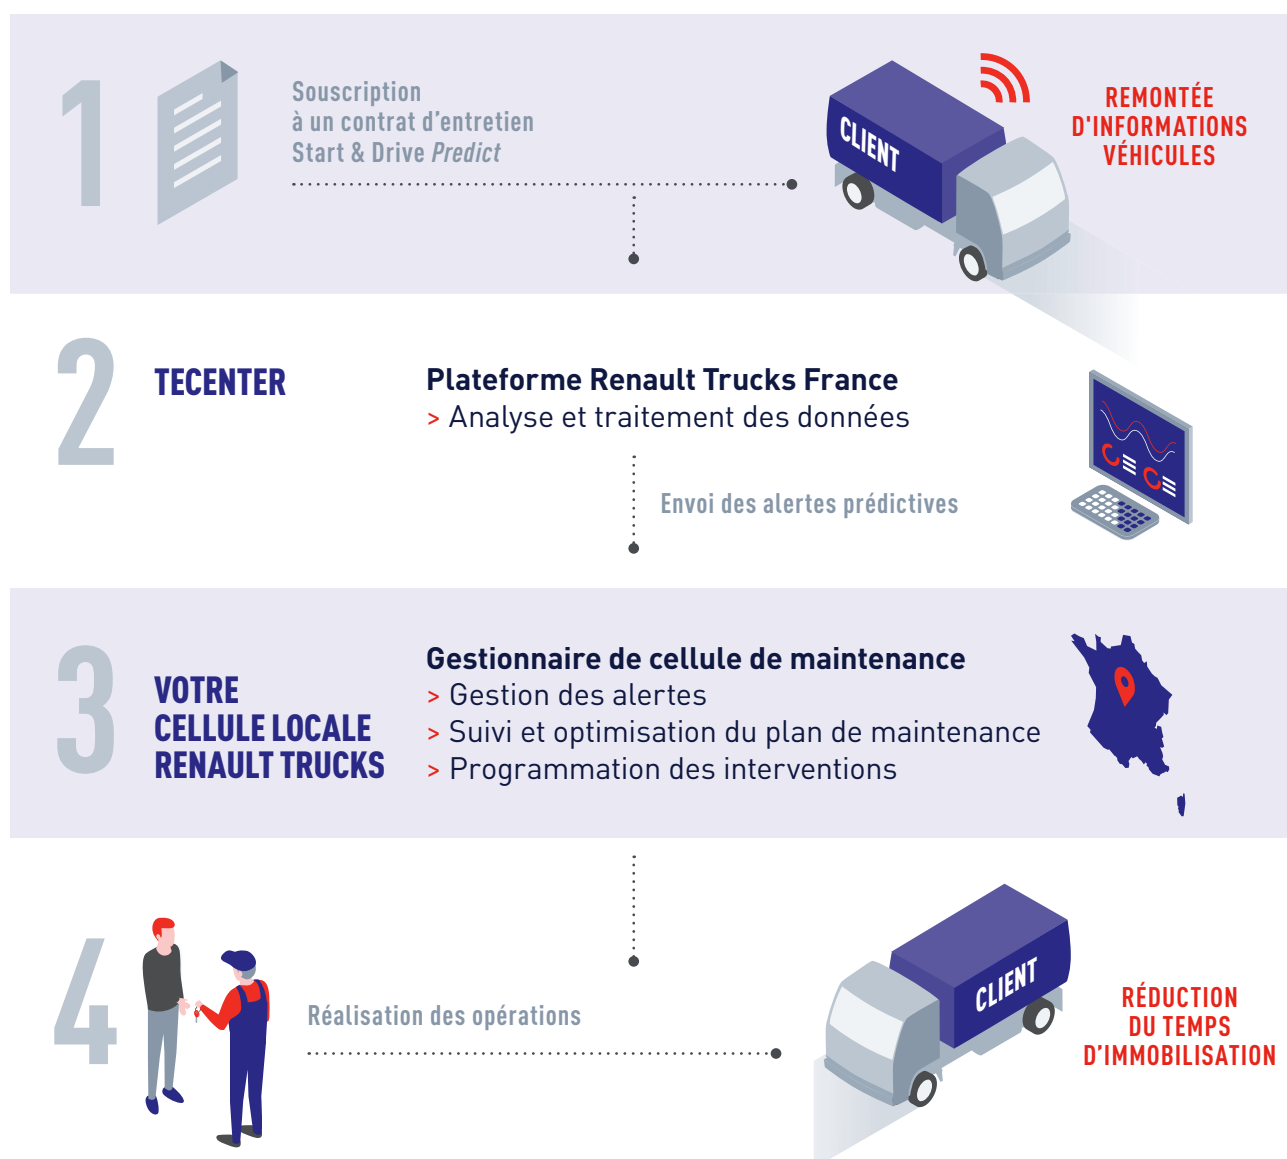 1
Souscription
à un contrat d’entretien
Start & Drive Predict
CLIENT
REMONTÉE
D'INFORMATIONS
VÉHICULES
2
TECENTER
Plateforme Renault Trucks France
> Analyse et traitement des données
Envoi des alertes prédictives
3
VOTRE
CELLULE LOCALE
RENAULT TRUCKS
Gestionnaire de cellule de maintenance
> Gestion des alertes
> Suivi et optimisation du plan de maintenance
> Programmation des interventions
4
Réalisation des opérations
CLIENT
RÉDUCTION
DU TEMPS
D’IMMOBILISATION